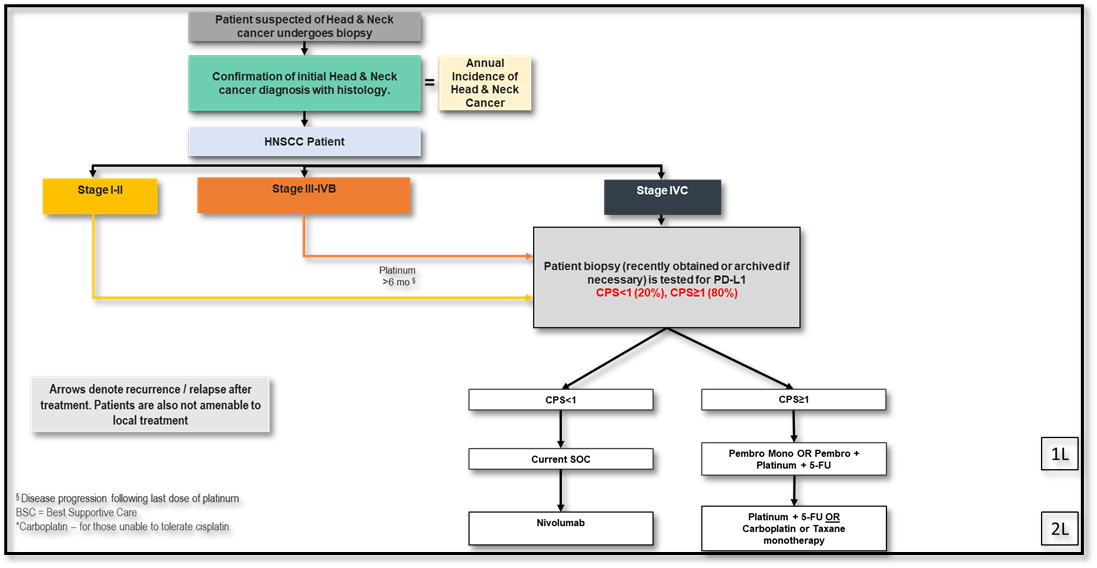 Patient suspected of Head & Neck
cancer undergoes biopsy
Confirmation of initial Head & Neck
cancer diagnosis with histology.
=
Annual
Incidence of
Head & Neck
Cancer
HNSCC Patient
Stage I-II
Stage III-IVB
Stage IVC
Platinum
>6 mo §
Patient biopsy (recently obtained or archived if
necessary) is tested for PD-L1
CPS<1 (20%), CPS≥1 (80%)
Arrows denote recurrence / relapse after
treatment. Patients are also not amenable to
local treatment
CPS<1
CPS≥1
Current SOC
Pembro Mono OR Pembro +
Platinum + 5-FU
1L
Nivolumab
Platinum + 5-FU OR
Carboplatin or Taxane
monotherapy
2L
§ Disease progression following last dose of platinum
BSC = Best Supportive Care
*Carboplatin – for those unable to tolerate cisplatin